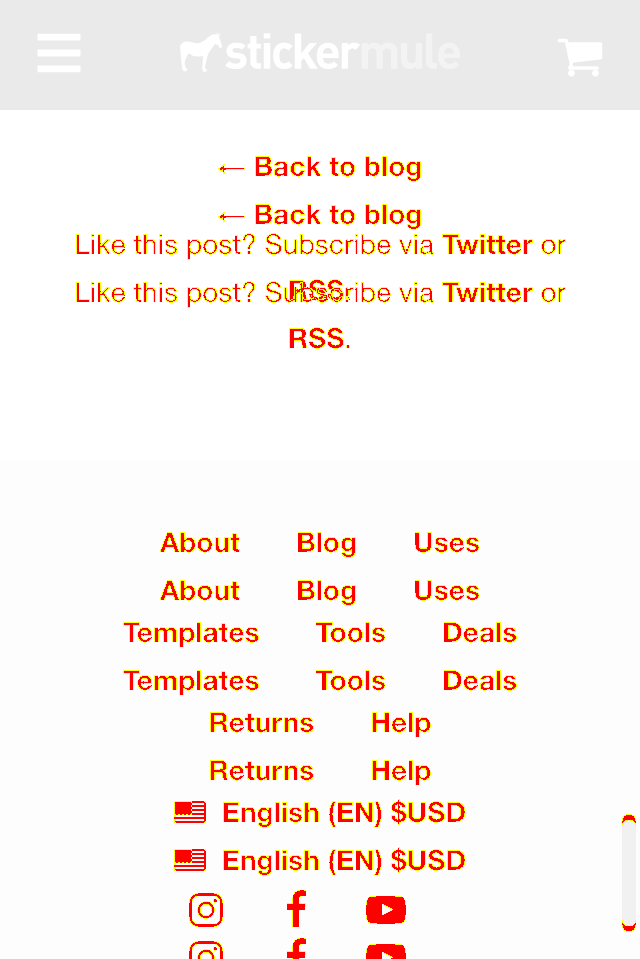 stickermule
← Back to blog
← Back to blog
Like this post? Subscribe via Twitter or
RSS.
Like this post? Subscribe via Twitter or
RSS.
About Blog Uses
About Blog Uses
Templates Tools Deals
Templates Tools Deals
Returns Help
Returns Help
English (EN) $USD
English (EN) $USD